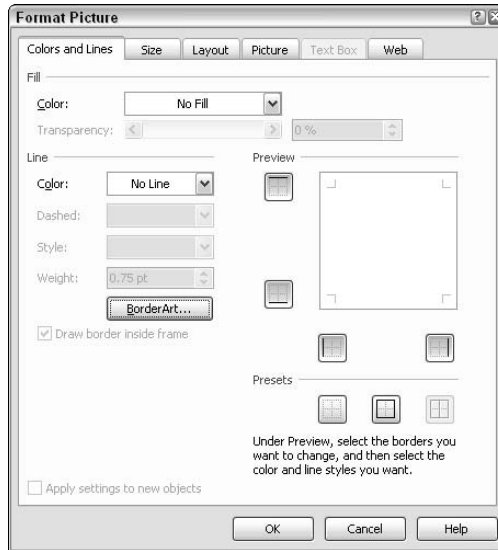 Format Picture
Colors and Lines Size Layout Picture Text Box Web
Fill
Color: No Fill
Transparency: 0 %
Line
Color: No Line
Dashed:
Style:
Weight: 0.75 pt
BorderArt...
Draw border inside frame
Preview
Presets
Under Preview, select the borders you
want to change, and then select the
color and line styles you want.
Apply settings to new objects
OK Cancel Help